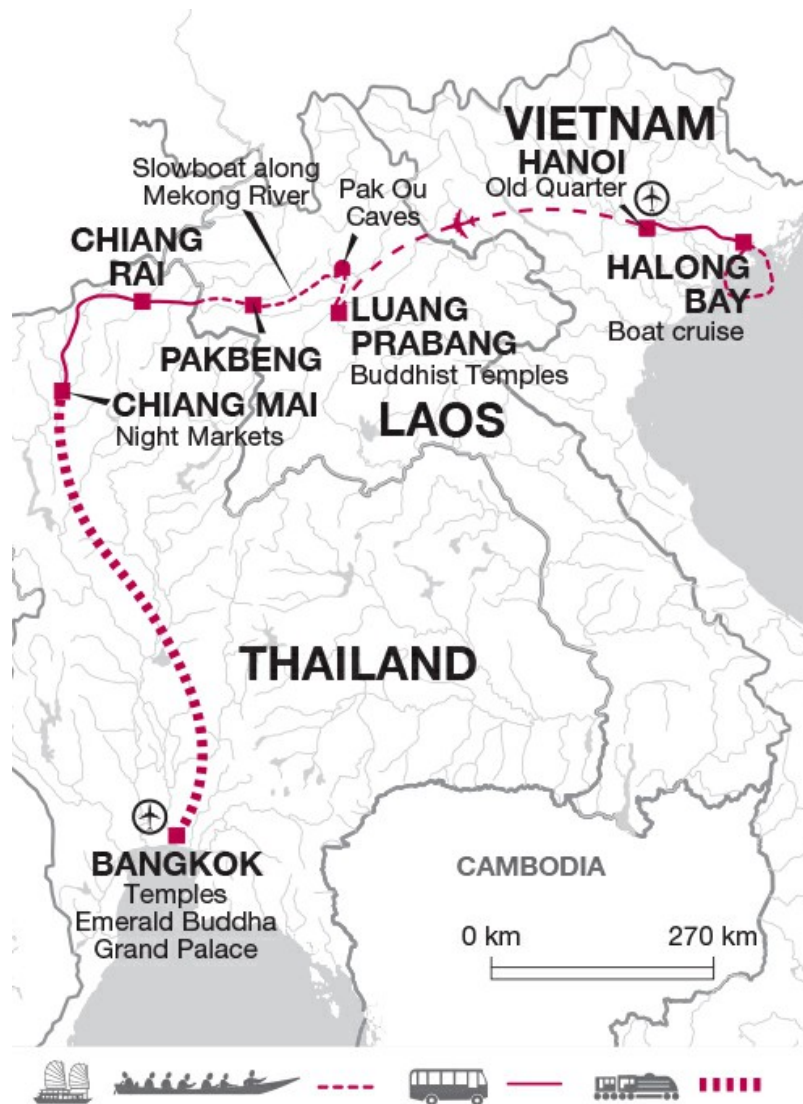 VIETNAM
HANOI
Old Quarter
Slowboat along
Mekong River
Pak Ou
Caves
CHIANG
RAI
HALONG
BAY
Boat cruise
LUANG
PRABANG
Buddhist Temples
PAKBENG
CHIANG MAI
Night Markets
LAOS
THAILAND
BANGKOK
Temples
Emerald Buddha
Grand Palace
CAMBODIA
0 km 270 km